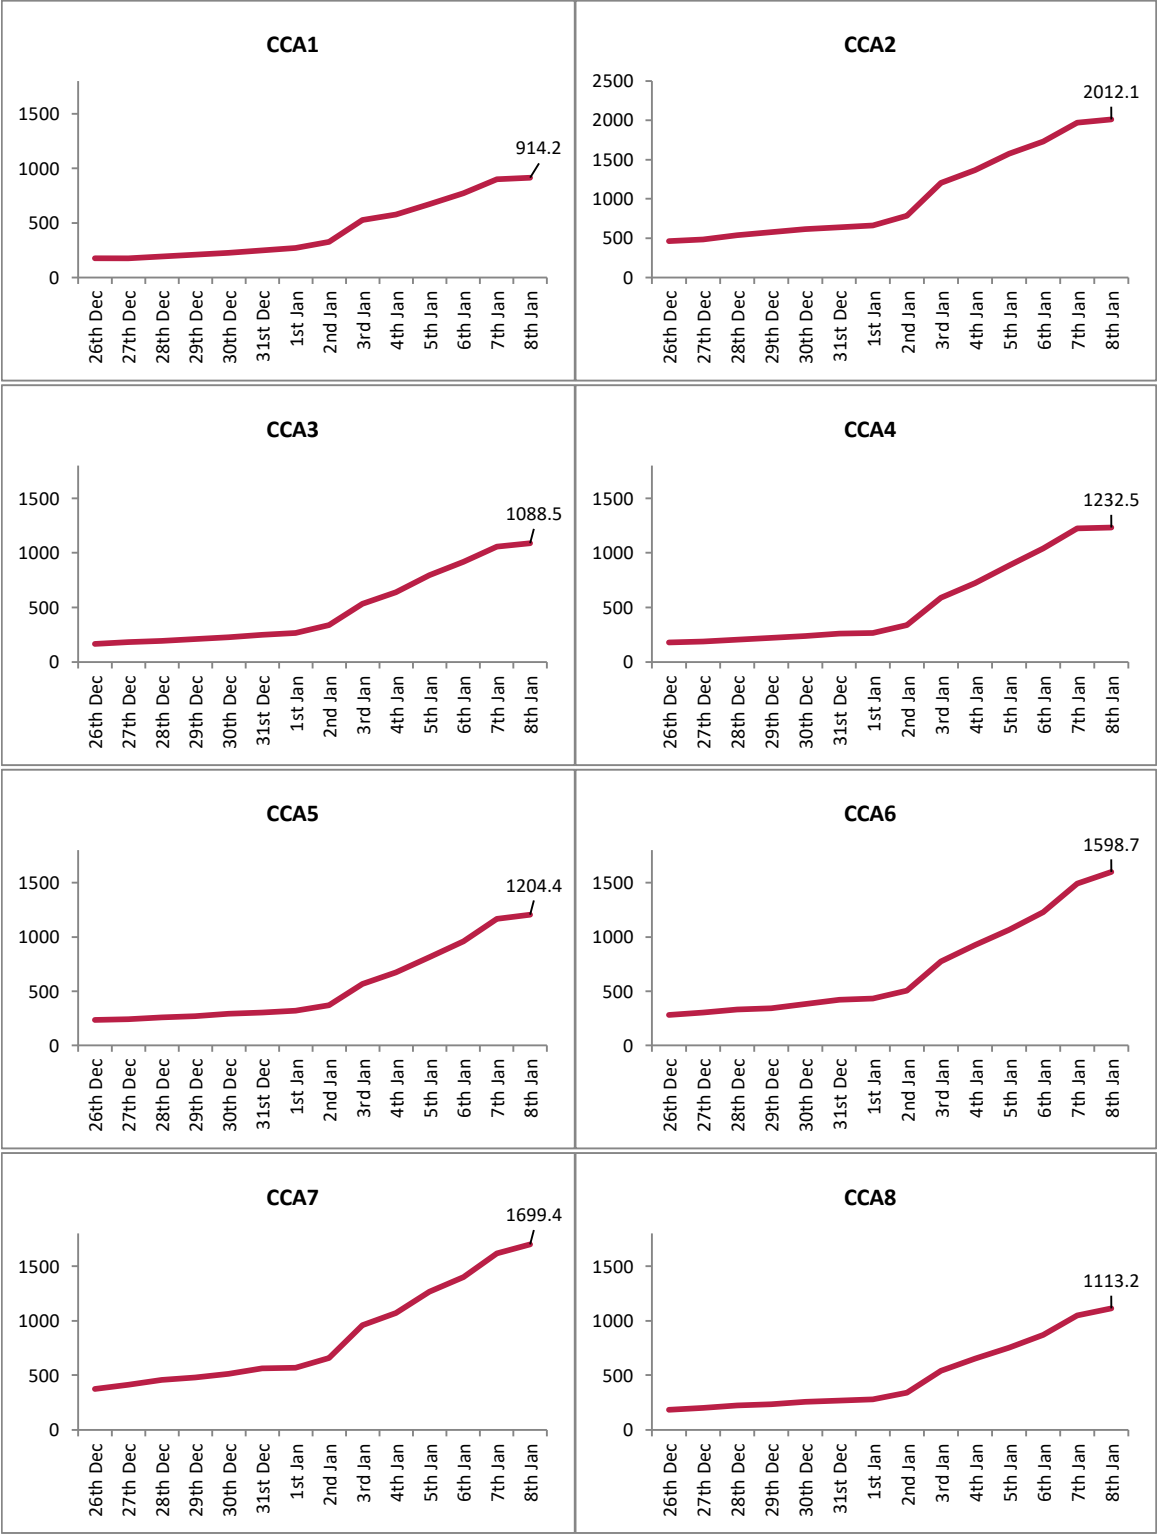 CCA1
1500
1000
500
0
914.2
26th Dec
27th Dec
28th Dec
29th Dec
30th Dec
31st Dec
1st Jan
2nd Jan
3rd Jan
4th Jan
5th Jan
6th Jan
7th Jan
8th Jan
CCA2
2500
2000
1500
1000
500
0
2012.1
26th Dec
27th Dec
28th Dec
29th Dec
30th Dec
31st Dec
1st Jan
2nd Jan
3rd Jan
4th Jan
5th Jan
6th Jan
7th Jan
8th Jan
CCA3
1500
1000
500
0
1088.5
26th Dec
27th Dec
28th Dec
29th Dec
30th Dec
31st Dec
1st Jan
2nd Jan
3rd Jan
4th Jan
5th Jan
6th Jan
7th Jan
8th Jan
CCA4
1500
1000
500
0
1232.5
26th Dec
27th Dec
28th Dec
29th Dec
30th Dec
31st Dec
1st Jan
2nd Jan
3rd Jan
4th Jan
5th Jan
6th Jan
7th Jan
8th Jan
CCA5
1500
1000
500
0
1204.4
26th Dec
27th Dec
28th Dec
29th Dec
30th Dec
31st Dec
1st Jan
2nd Jan
3rd Jan
4th Jan
5th Jan
6th Jan
7th Jan
8th Jan
CCA6
1500
1000
500
0
1598.7
26th Dec
27th Dec
28th Dec
29th Dec
30th Dec
31st Dec
1st Jan
2nd Jan
3rd Jan
4th Jan
5th Jan
6th Jan
7th Jan
8th Jan
CCA7
1500
1000
500
0
1699.4
26th Dec
27th Dec
28th Dec
29th Dec
30th Dec
31st Dec
1st Jan
2nd Jan
3rd Jan
4th Jan
5th Jan
6th Jan
7th Jan
8th Jan
CCA8
1500
1000
500
0
1113.2
26th Dec
27th Dec
28th Dec
29th Dec
30th Dec
31st Dec
1st Jan
2nd Jan
3rd Jan
4th Jan
5th Jan
6th Jan
7th Jan
8th Jan